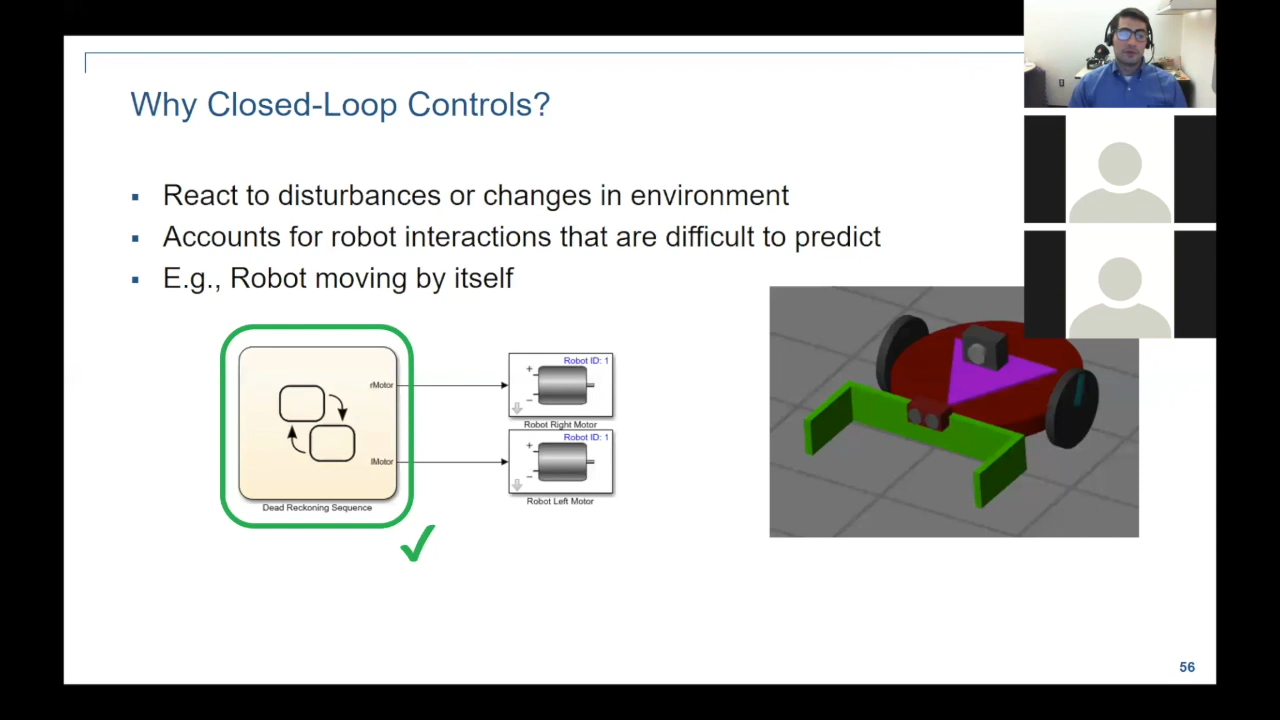 Why Closed-Loop Controls?
▪ React to disturbances or changes in environment
▪ Accounts for robot interactions that are difficult to predict
▪ E.g., Robot moving by itself
rMotor
lMotor
Dead Reckoning Sequence
Robot ID: 1
+
−
Robot Right Motor
Robot ID: 1
+
−
Robot Left Motor
56